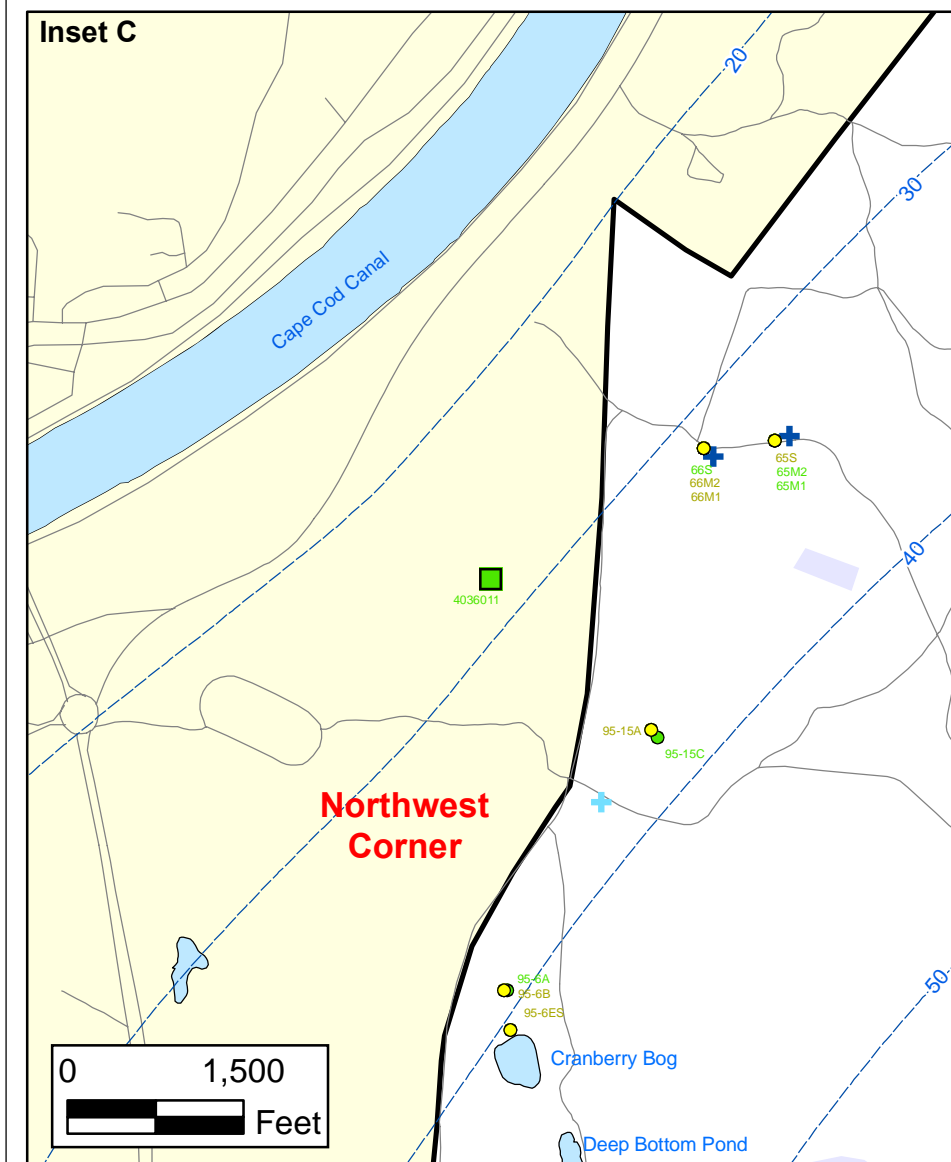 Inset C
20
30
Cape Cod Canal
66S
66M2
66M1
65S
65M2
65M1
40
4036011
95-15A
95-15C
Northwest
Corner
95-6A
95-6B
95-6ES
50
Cranberry Bog
0 1,500
Feet
Deep Bottom Pond